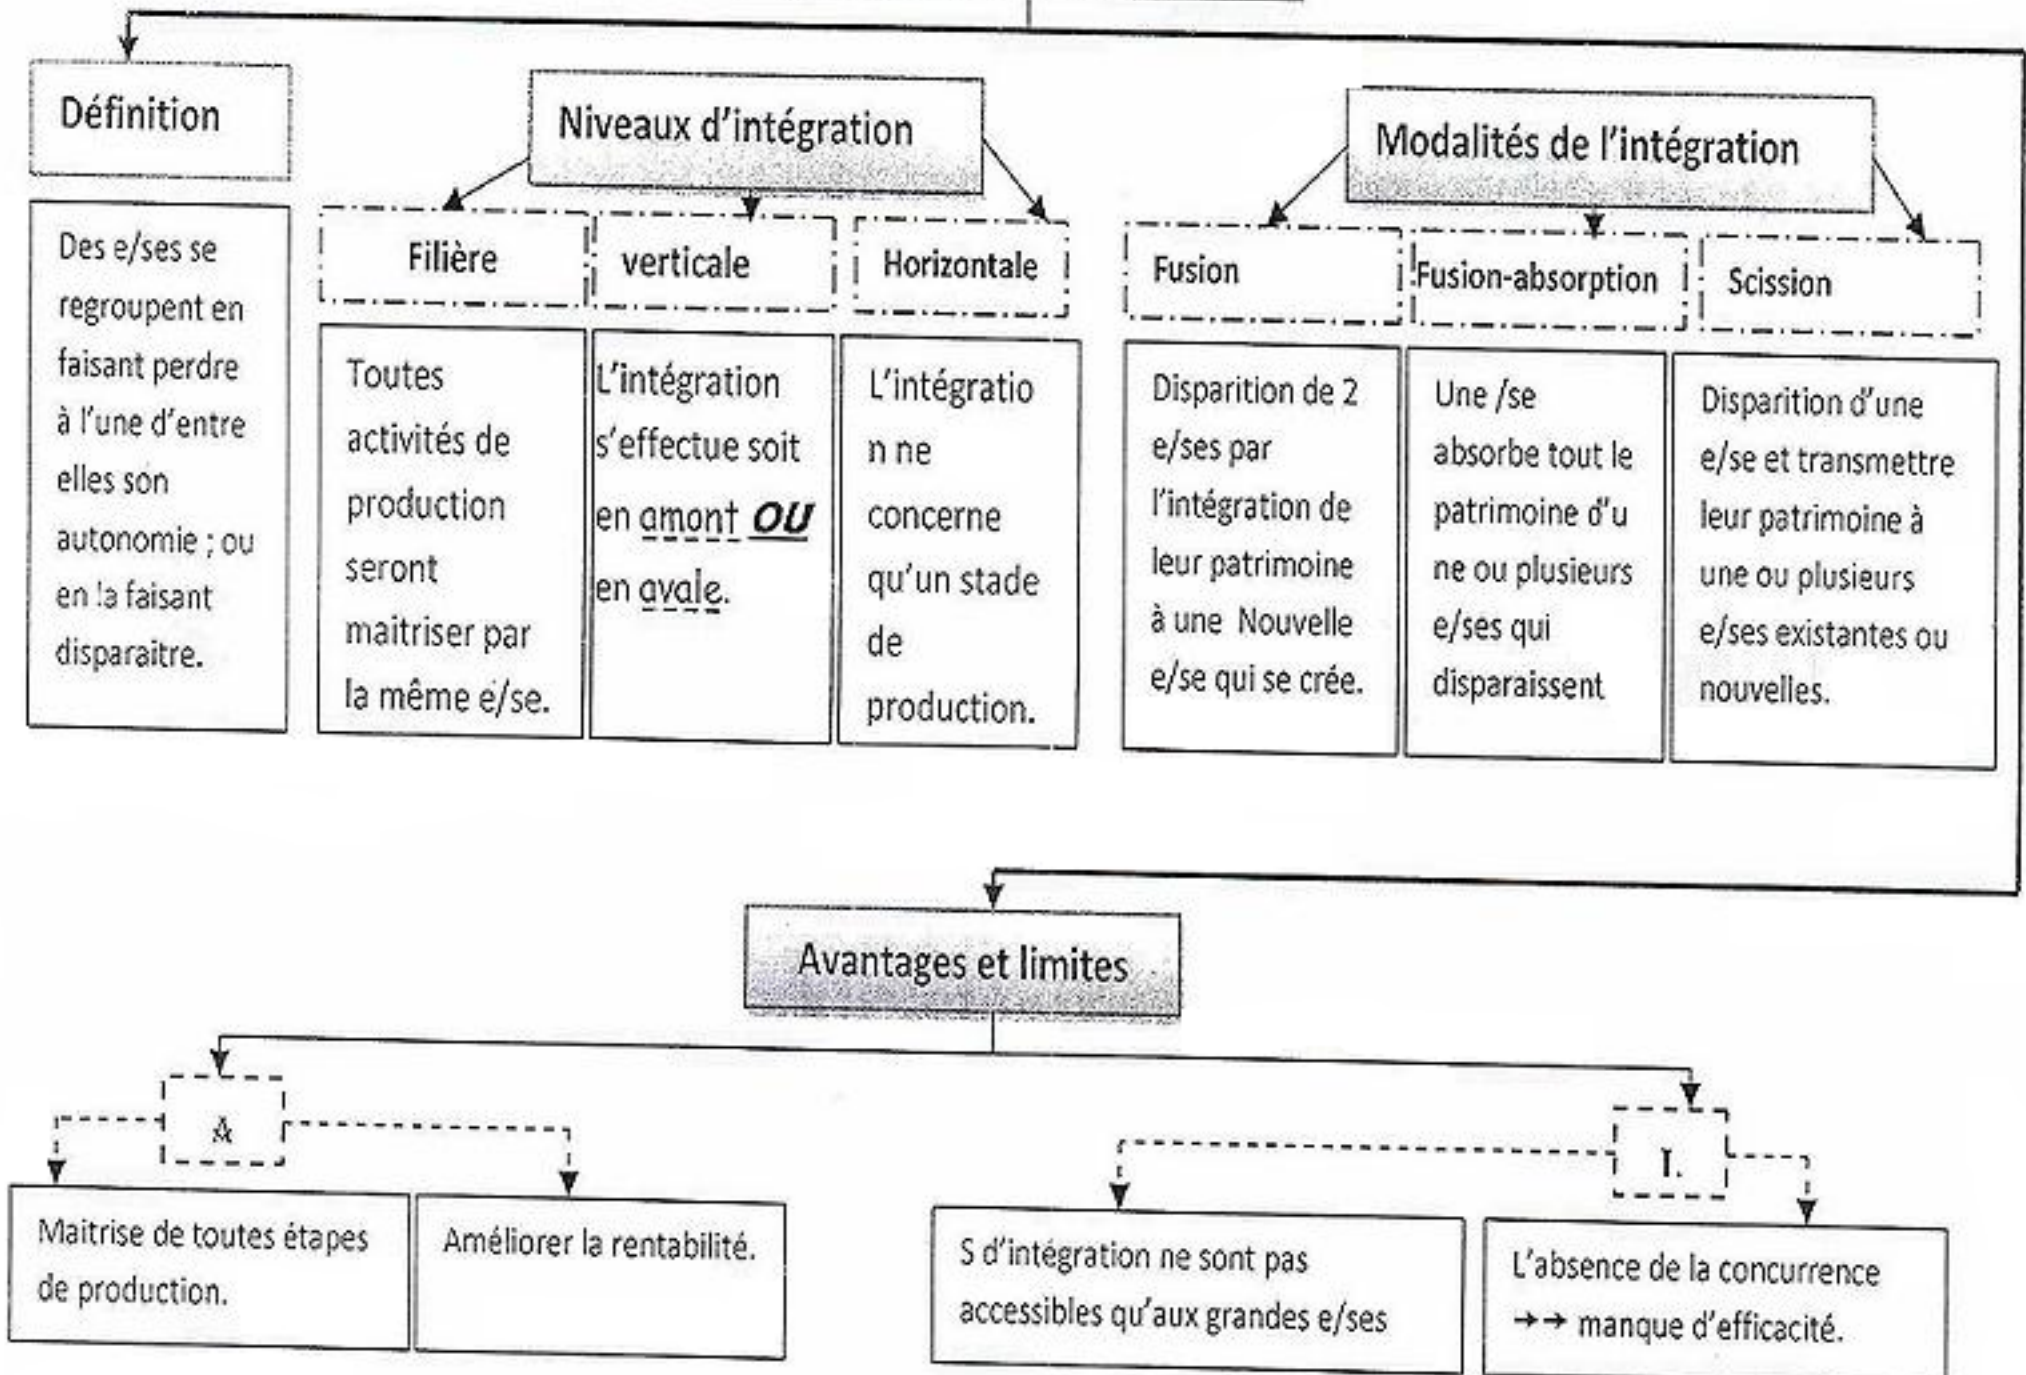 Définition
Des e/ses se
regroupent en
faisant perdre
à l'une d'entre
elles son
autonomie ; ou
en la faisant
disparaitre.
Niveaux d'intégration
Filière
Toutes
activités de
production
seront
maitriser par
la même e/se.
verticale
L'intégration
s'effectue soit
en amont OU
en avale.
Horizontale
L'intégratio
n ne
concerne
qu'un stade
de
production.
Modalités de l'intégration
Fusion
Disparition de 2
e/ses par
l'intégration de
leur patrimoine
à une Nouvelle
e/se qui se crée.
Fusion-absorption
Une /se
absorbe tout le
patrimoine d'u
ne ou plusieurs
e/ses qui
disparaissent
Scission
Disparition d'une
e/se et transmettre
leur patrimoine à
une ou plusieurs
e/ses existantes ou
nouvelles.
Avantages et limites
A
Maitrise de toutes étapes
de production.
Améliorer la rentabilité.
S d'intégration ne sont pas
accessibles qu'aux grandes e/ses
L'absence de la concurrence
→→ manque d'efficacité.